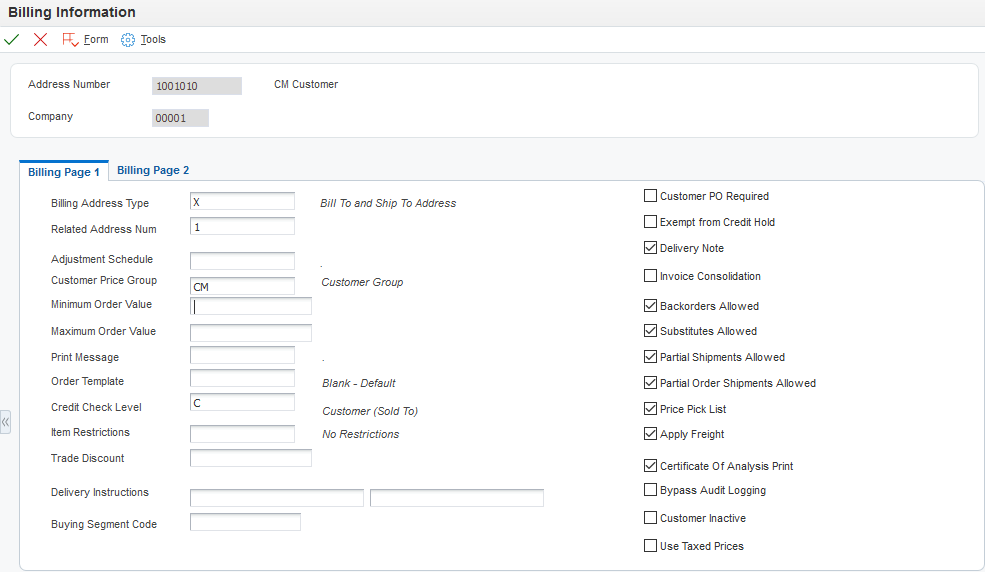 Billing Information
Form Tools
Address Number 1001010 CM Customer
Company 00001
Billing Page 1 Billing Page 2
Billing Address Type X Bill To and Ship To Address
Related Address Num 1
Adjustment Schedule .
Customer Price Group CM Customer Group
Minimum Order Value
Maximum Order Value
Print Message .
Order Template Blank - Default
Credit Check Level C Customer (Sold To)
Item Restrictions No Restrictions
Trade Discount
Delivery Instructions
Buying Segment Code
Customer PO Required
Exempt from Credit Hold
Delivery Note
Invoice Consolidation
Backorders Allowed
Substitutes Allowed
Partial Shipments Allowed
Partial Order Shipments Allowed
Price Pick List
Apply Freight
Certificate Of Analysis Print
Bypass Audit Logging
Customer Inactive
Use Taxed Prices